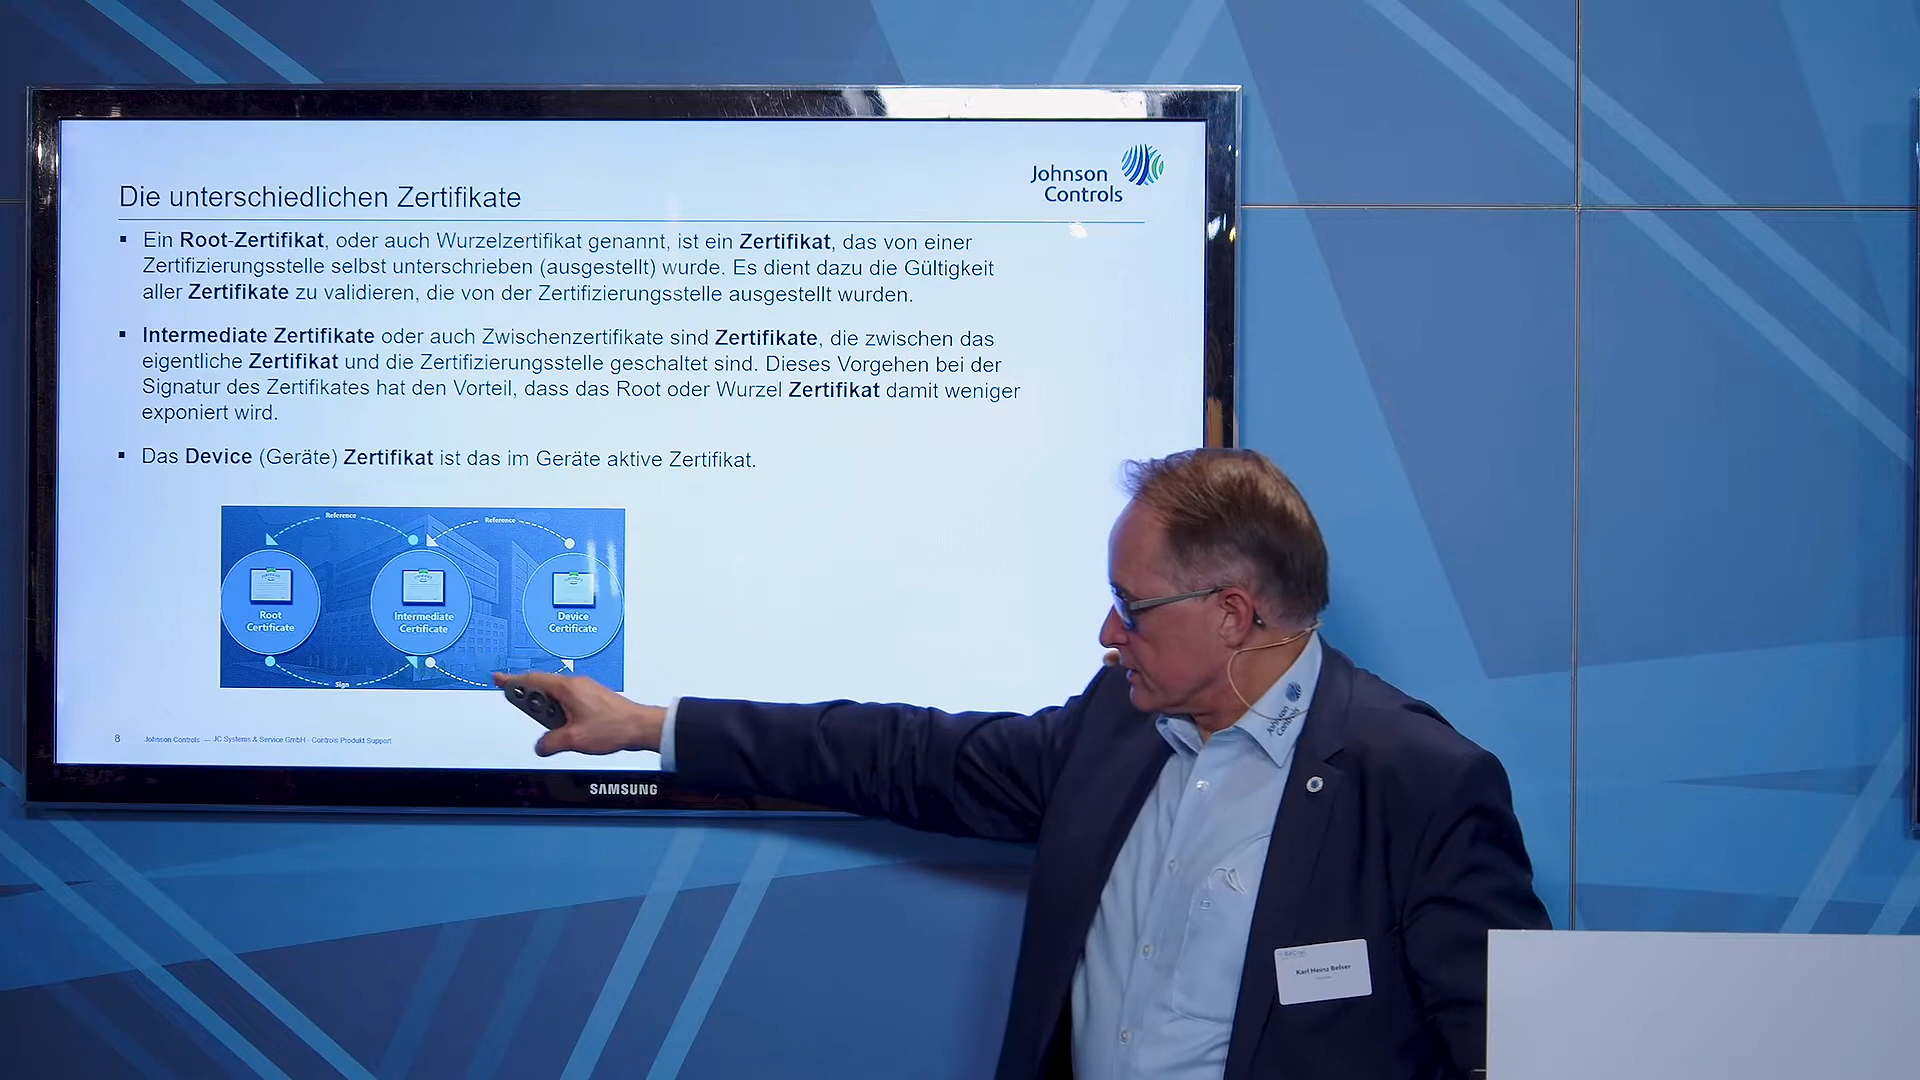 Johnson
Controls
Die unterschiedlichen Zertifikate
Ein Root-Zertifikat, oder auch Wurzelzertifikat genannt, ist ein Zertifikat, das von einer
Zertifizierungsstelle selbst unterschrieben (ausgestellt) wurde. Es dient dazu die Gültigkeit
aller Zertifikate zu validieren, die von der Zertifizierungsstelle ausgestellt wurden.
Intermediate Zertifikate oder auch Zwischenzertifikate sind Zertifikate, die zwischen das
eigentliche Zertifikat und die Zertifizierungsstelle geschaltet sind. Dieses Vorgehen bei der
Signatur des Zertifikates hat den Vorteil, dass das Root oder Wurzel Zertifikat damit weniger
exponiert wird.
Das Device (Geräte) Zertifikat ist das im Geräte aktive Zertifikat.
Reference
Reference
Root
Certificate
Intermediate
Certificate
Device
Certificate
Sign
8 Johnson Controls — JC Systems & Service GmbH - Controls Produkt Support
SAMSUNG
Johnson
Controls
Karl Heinz Belser